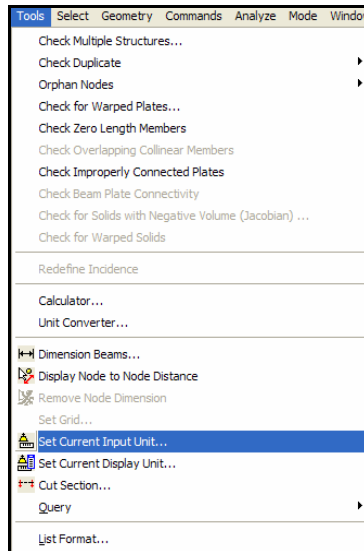 Tools Select Geometry Commands Analyze Mode
Check Multiple Structures...
Check Duplicate
Orphan Nodes
Check for Warped Plates...
Check Zero Length Members
Check Overlapping Collinear Members
Check Improperly Connected Plates
Check Beam Plate Connectivity
Check for Solids with Negative Volume (Jacobian) ...
Check for Warped Solids
Redefine Incidence
Calculator...
Unit Converter...
Dimension Beams...
Display Node to Node Distance
Remove Node Dimension
Set Grid...
Set Current Input Unit...
Set Current Display Unit...
Cut Section...
Query
List Format...